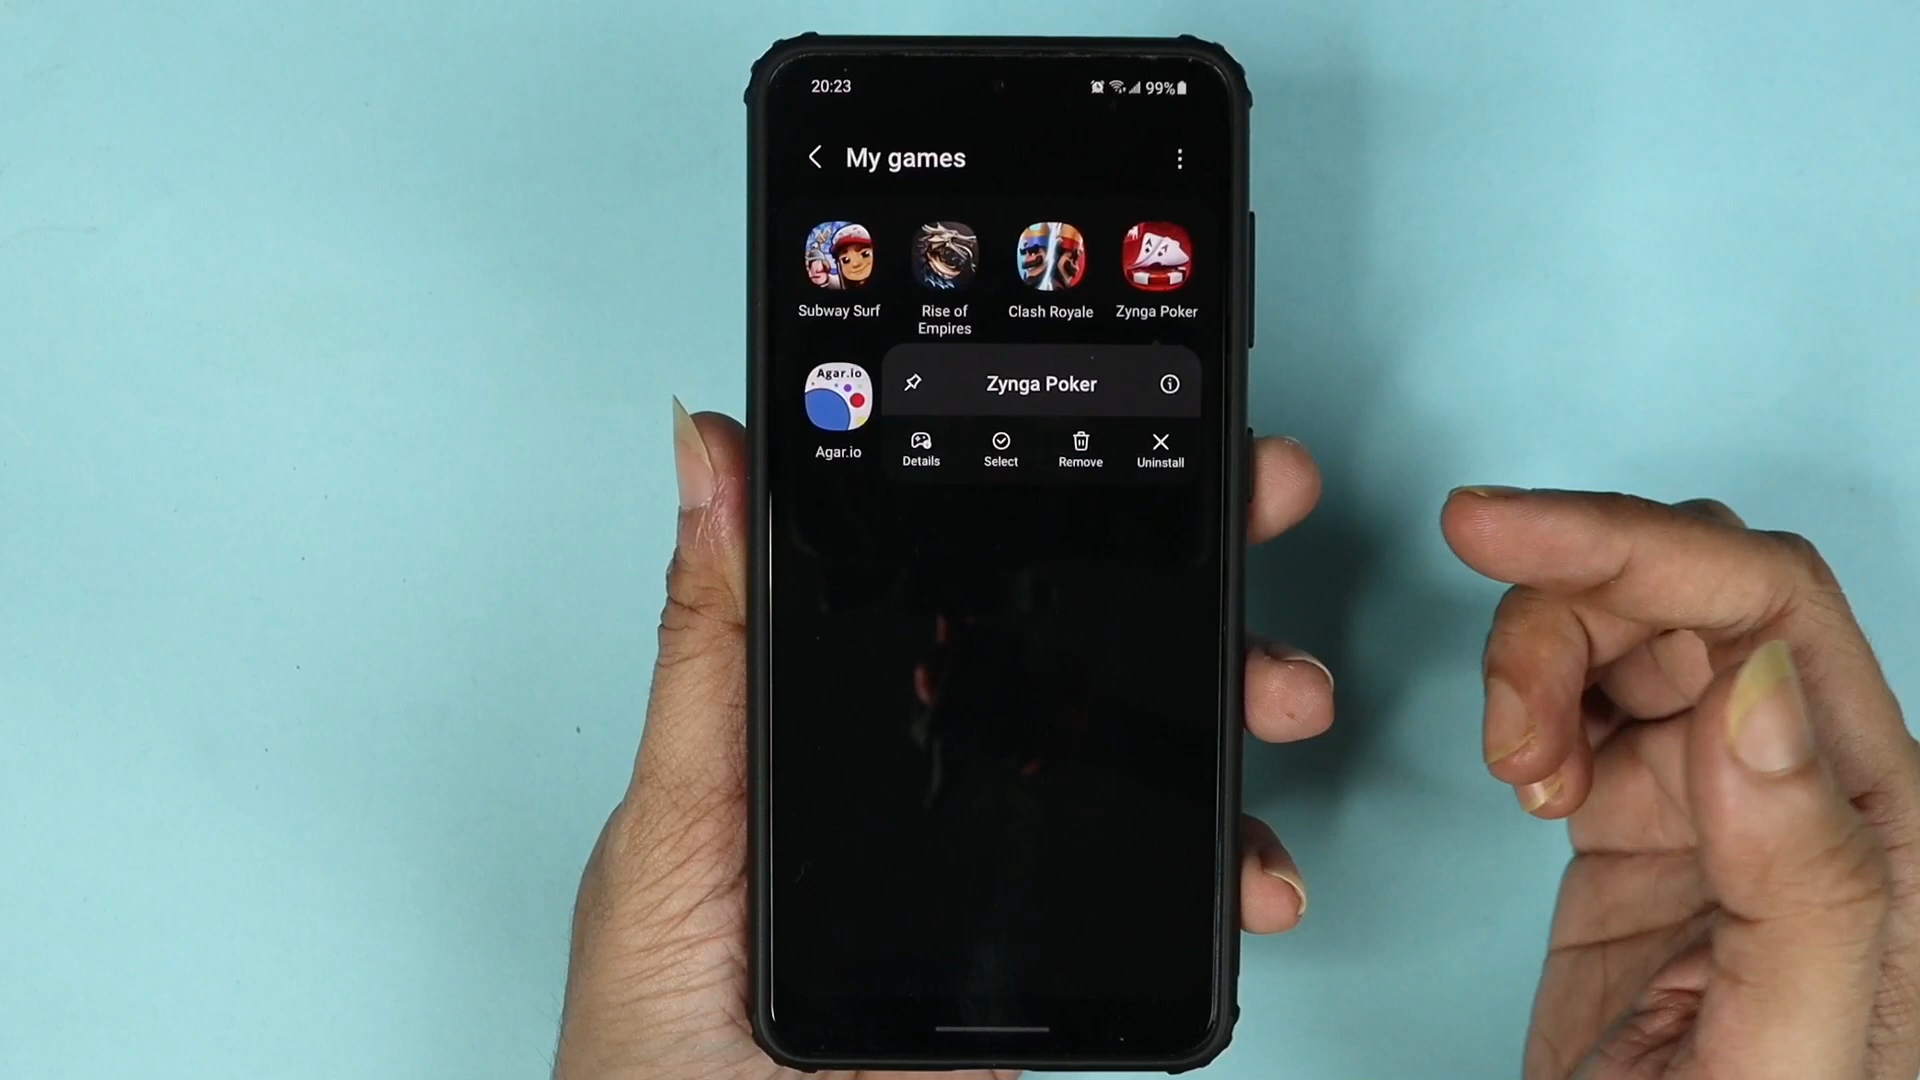 20:23
99%
My games
Subway Surf
Rise of
Empires
Clash Royale
Zynga Poker
Agar.io
Zynga Poker
Agar.io
Details
Select
Remove
Uninstall